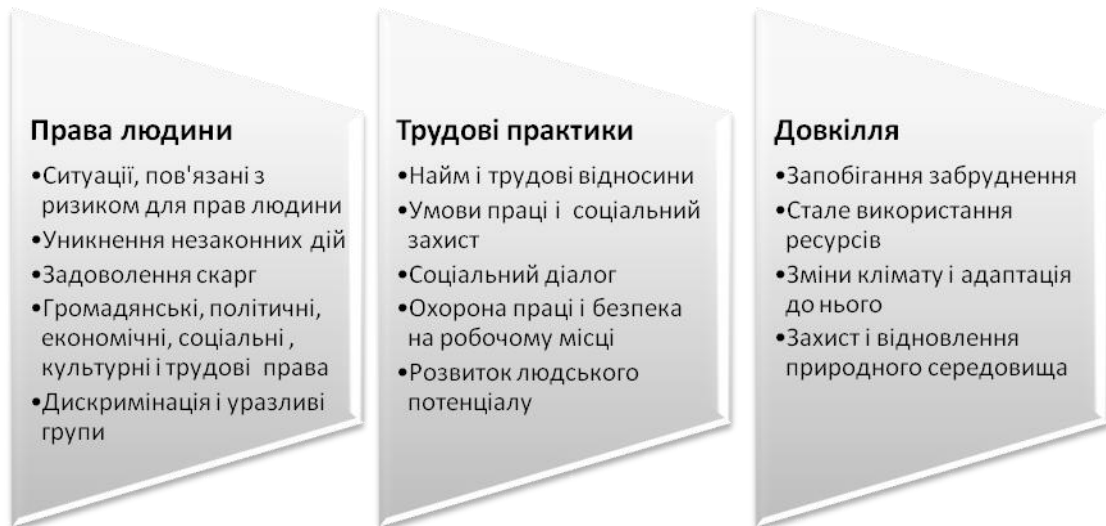 Права людини
•Ситуації, пов'язані з
ризиком для прав людини
•Уникнення незаконних дій
•Задоволення скарг
•Громадянські, політичні,
економічні, соціальні ,
культурні і трудові права
•Дискримінація і уразливі
групи
Трудові практики
•Найм і трудові відносини
•Умови праці і соціальний
захист
•Соціальний діалог
•Охорона праці і безпека
на робочому місці
•Розвиток людського
потенціалу
Довкілля
•Запобігання забруднення
•Стале використання
ресурсів
•Зміни клімату і адаптація
до нього
•Захист і відновлення
природного середовища